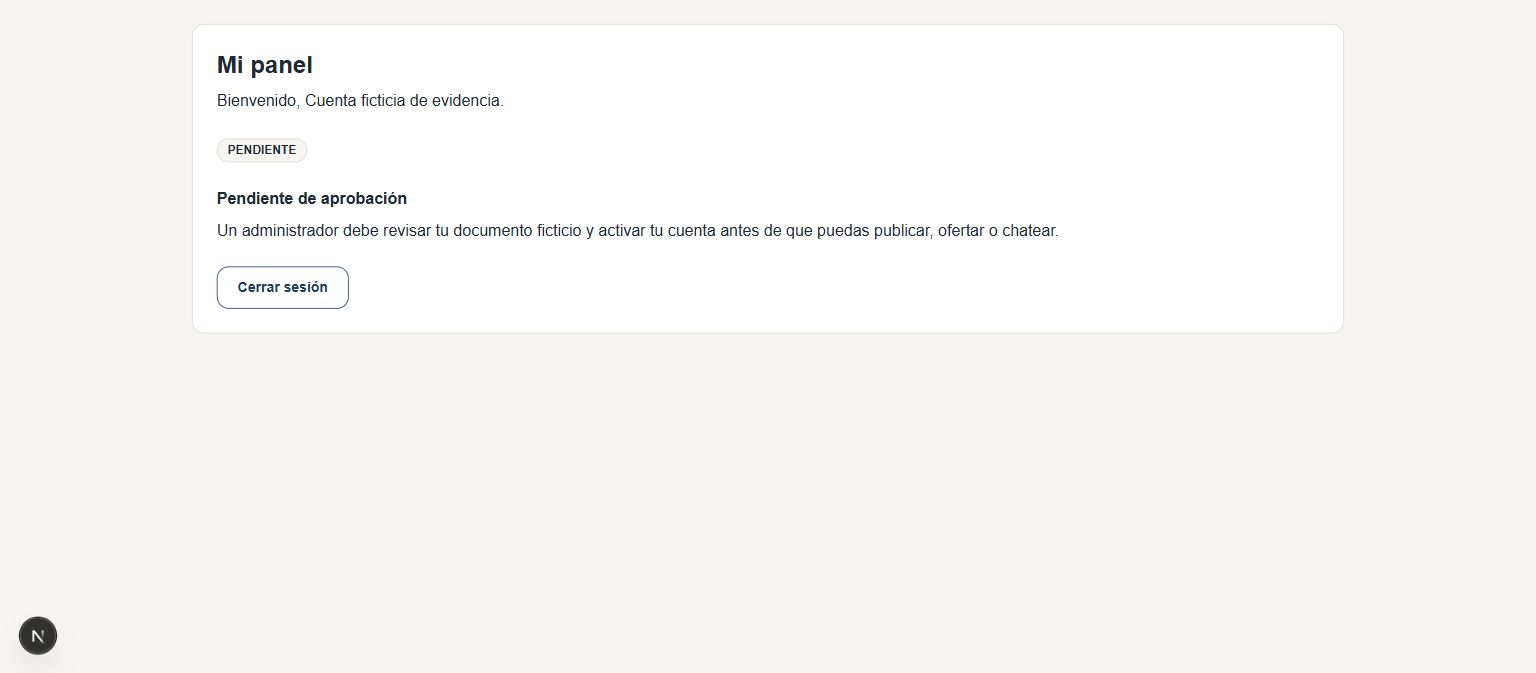 Mi panel
Bienvenido, Cuenta ficticia de evidencia.
PENDIENTE
Pendiente de aprobación
Un administrador debe revisar tu documento ficticio y activar tu cuenta antes de que puedas publicar, ofertar o chatear.
Cerrar sesión
N